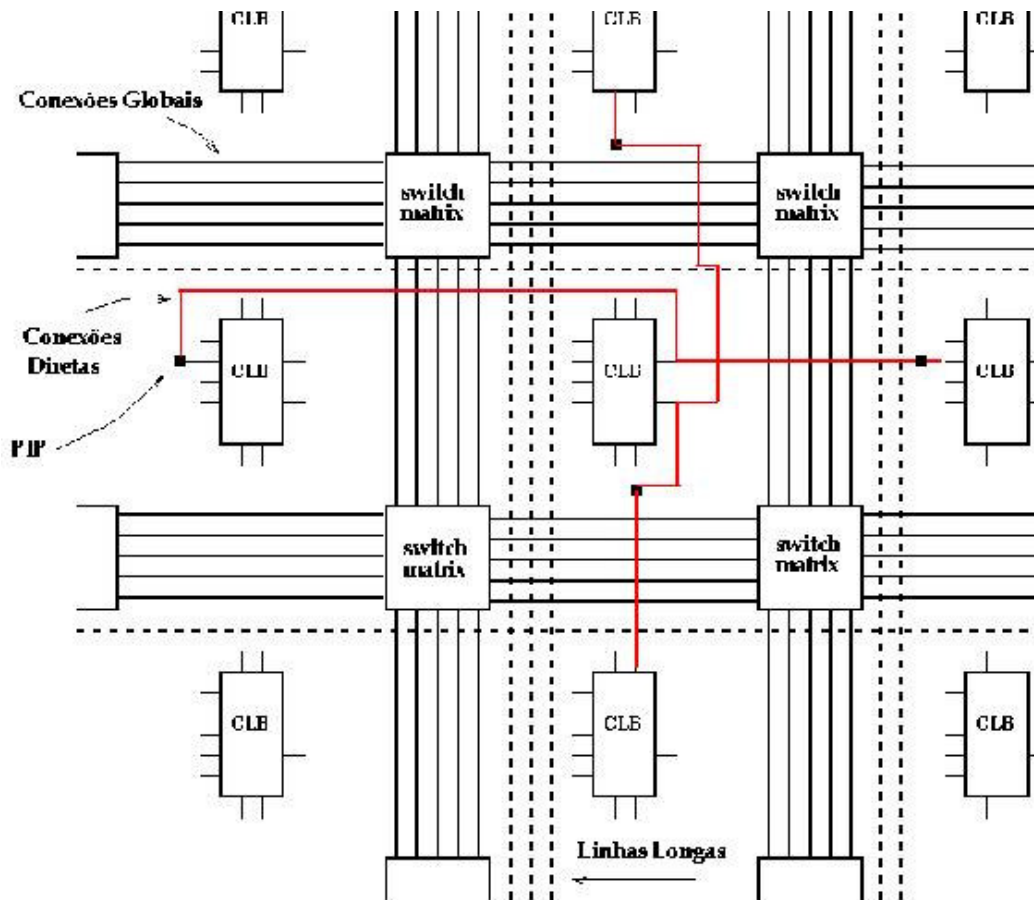 CLB
CLB
CLB
Conexões Globais
switch
matrix
switch
matrix
Conexões
Diretas
CLB
CLB
CLB
PIP
switch
matrix
switch
matrix
CLB
CLB
CLB
Linhas Longas